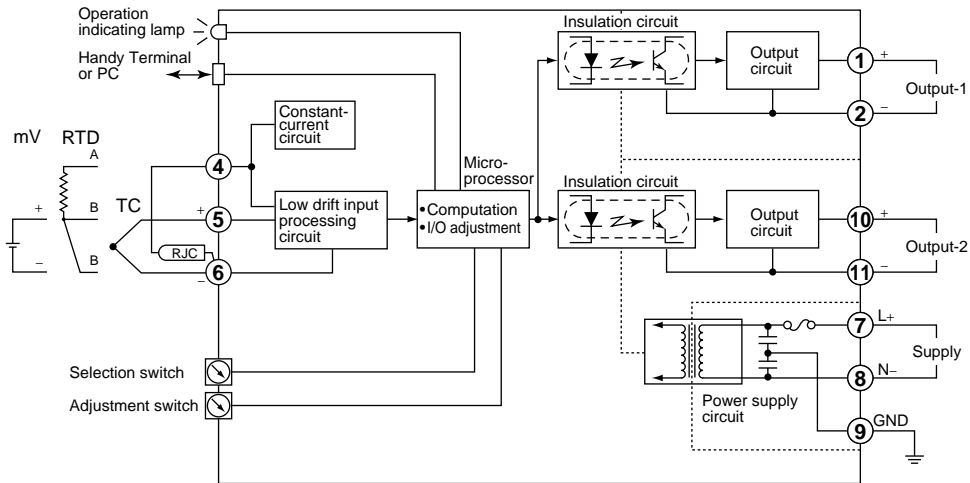 Operation
indicating lamp
Handy Terminal
or PC
mV
RTD
A
B
B
TC
+
−
+
−
RJC
4
5
6
Constant-
current
circuit
Low drift input
processing
circuit
Micro-
processor
•Computation
•I/O adjustment
Selection switch
Adjustment switch
Insulation circuit
Output
circuit
1
+
2
−
Output-1
Insulation circuit
Output
circuit
10
+
11
−
Output-2
Power supply
circuit
7
L+
8
N−
Supply
9
GND